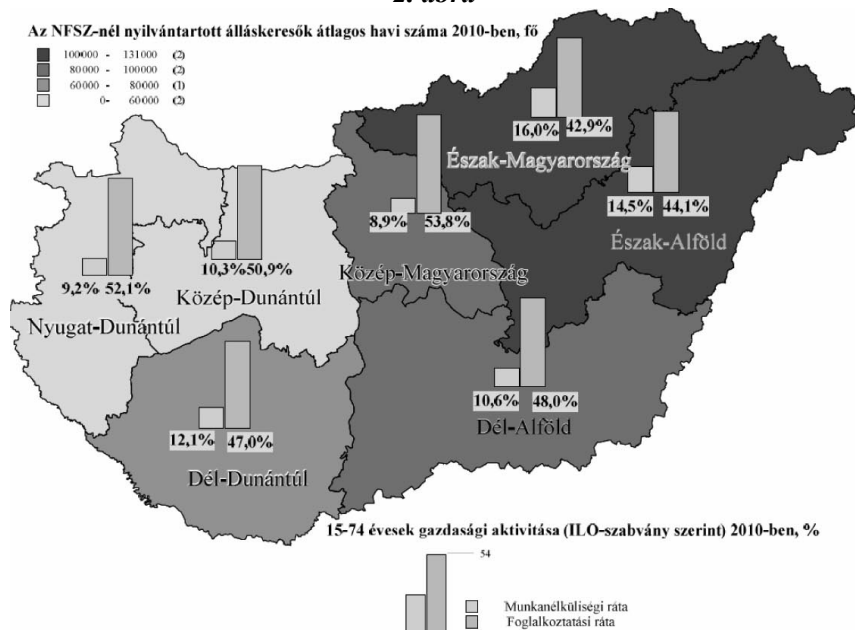 2. ábra
Az NFSZ-nél nyilvántartott álláskeresők átlagos havi száma 2010-ben, fő
100000 - 131000 (2)
80000 - 100000 (2)
60000 - 80000 (1)
0- 60000 (2)
16,0% 42,9%
Észak-Magyarország
14,5% 44,1%
Észak-Alföld
8,9% 53,8%
Közép-Magyarország
10,3% 50,9%
Közép-Dunántúl
9,2% 52,1%
Nyugat-Dunántúl
10,6% 48,0%
Dél-Alföld
12,1% 47,0%
Dél-Dunántúl
15-74 évesek gazdasági aktivitása (ILO-szabvány szerint) 2010-ben, %
54
Munkanélküliségi ráta
Foglalkoztatási ráta